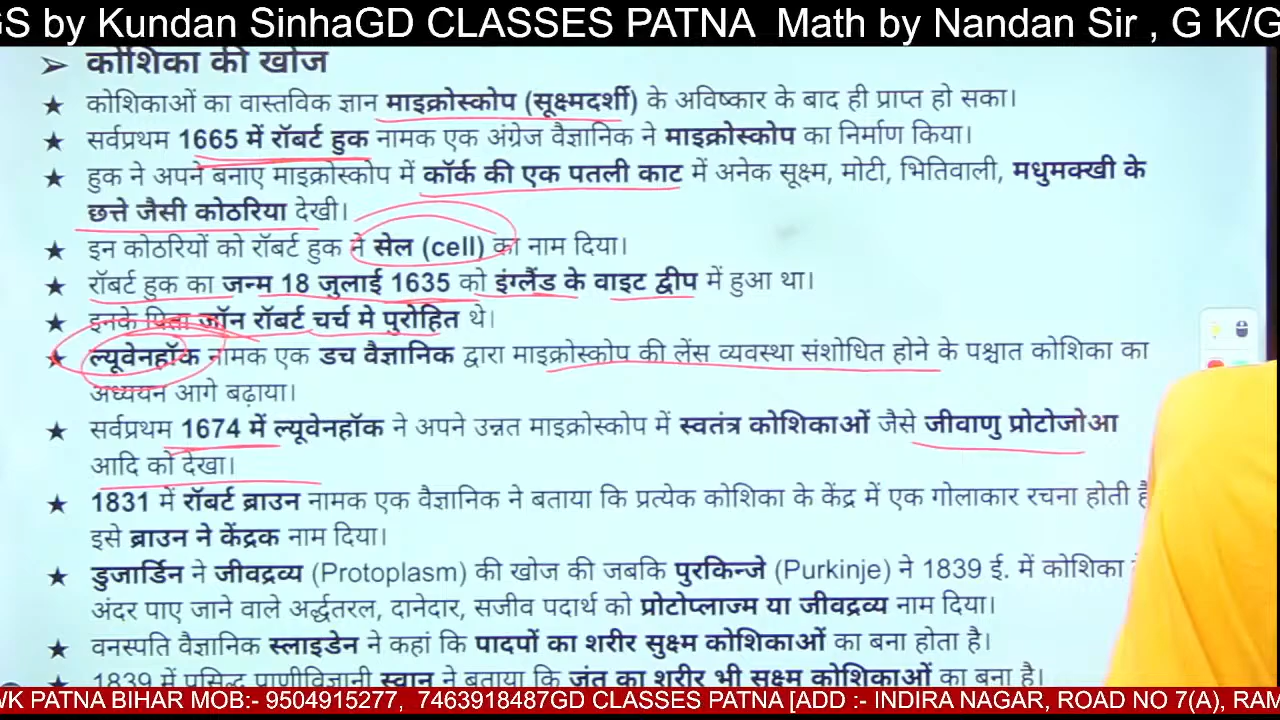 GS by Kundan SinhaGD CLASSES PATNA Math by Nandan Sir , G K/G
➢ कोशिका की खोज
★ कोशिकाओं का वास्तविक ज्ञान माइक्रोस्कोप (सूक्ष्मदर्शी) के अविष्कार के बाद ही प्राप्त हो सका।
★ सर्वप्रथम 1665 में रॉबर्ट हुक नामक एक अंग्रेज वैज्ञानिक ने माइक्रोस्कोप का निर्माण किया।
★ हुक ने अपने बनाए माइक्रोस्कोप में कॉर्क की एक पतली काट में अनेक सूक्ष्म, मोटी, भितिवाली, मधुमक्खी के
छत्ते जैसी कोठरिया देखी।
★ इन कोठरियों को रॉबर्ट हुक ने सेल (cell) का नाम दिया।
★ रॉबर्ट हुक का जन्म 18 जुलाई 1635 को इंग्लैंड के वाइट द्वीप में हुआ था।
★ इनके पिता जॉन रॉबर्ट चर्च मे पुरोहित थे।
★ ल्यूवेनहॉक नामक एक डच वैज्ञानिक द्वारा माइक्रोस्कोप की लेंस व्यवस्था संशोधित होने के पश्चात कोशिका का
अध्ययन आगे बढ़ाया।
★ सर्वप्रथम 1674 में ल्यूवेनहॉक ने अपने उन्नत माइक्रोस्कोप में स्वतंत्र कोशिकाओं जैसे जीवाणु प्रोटोजोआ
आदि को देखा।
★ 1831 में रॉबर्ट ब्राउन नामक एक वैज्ञानिक ने बताया कि प्रत्येक कोशिका के केंद्र में एक गोलाकार रचना होती है
इसे ब्राउन ने केंद्रक नाम दिया।
★ डुजार्डिन ने जीवद्रव्य (Protoplasm) की खोज की जबकि पुरकिन्जे (Purkinje) ने 1839 ई. में कोशिका
अंदर पाए जाने वाले अर्द्धतरल, दानेदार, सजीव पदार्थ को प्रोटोप्लाज्म या जीवद्रव्य नाम दिया।
★ वनस्पति वैज्ञानिक स्लाइडेन ने कहां कि पादपों का शरीर सुक्ष्म कोशिकाओं का बना होता है।
★ 1839 में प्रसिद्ध प्राणीविज्ञानी स्वान ने बताया कि जंतु का शरीर भी सूक्ष्म कोशिकाओं का बना है।
WK PATNA BIHAR MOB:- 9504915277, 7463918487GD CLASSES PATNA [ADD :- INDIRA NAGAR, ROAD NO 7(A), RAM